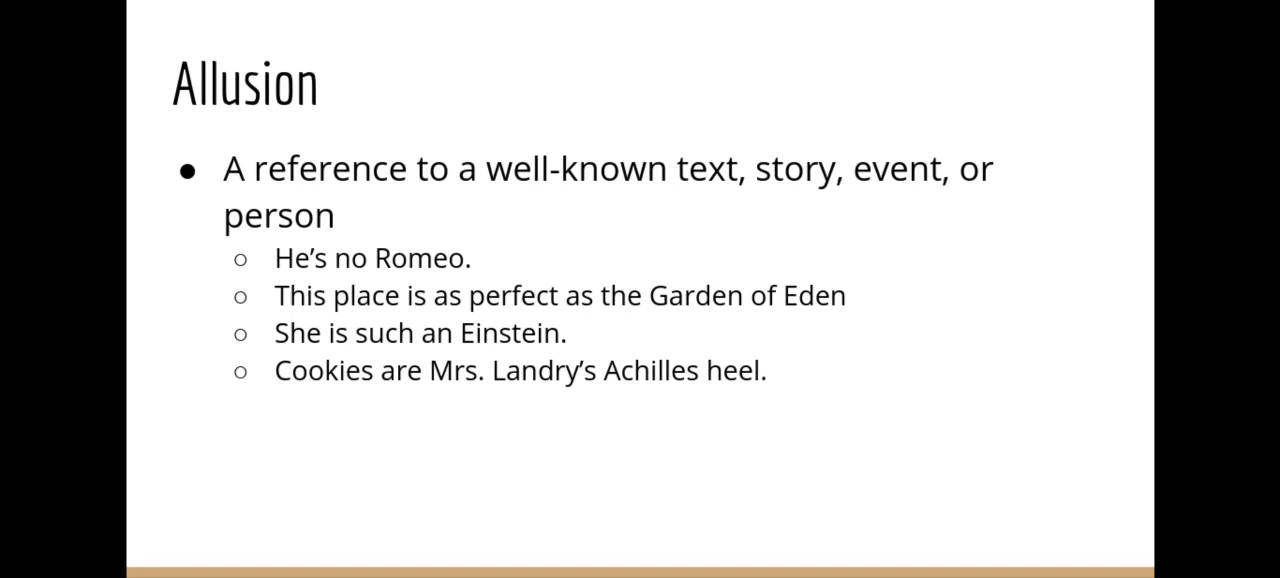 Allusion
● A reference to a well-known text, story, event, or
person
○ He’s no Romeo.
○ This place is as perfect as the Garden of Eden
○ She is such an Einstein.
○ Cookies are Mrs. Landry’s Achilles heel.